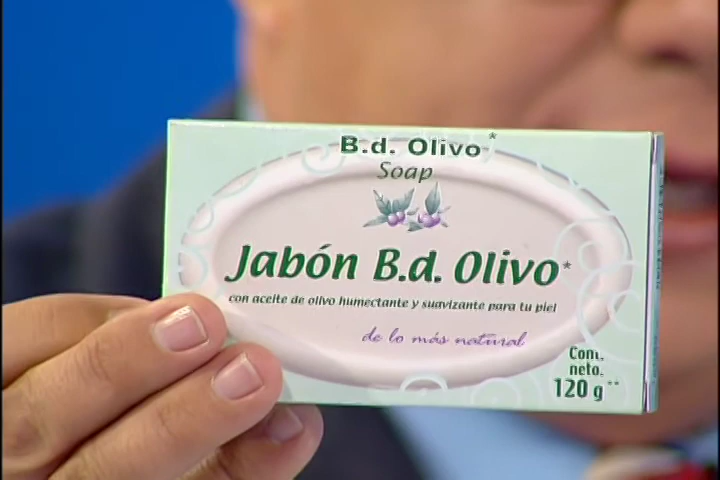 B.d. Olivo*
Soap
Jabón B.d. Olivo*
con aceite de olivo humectante y suavizante para tu piel
de lo más natural
Cont.
neto.
120 g**